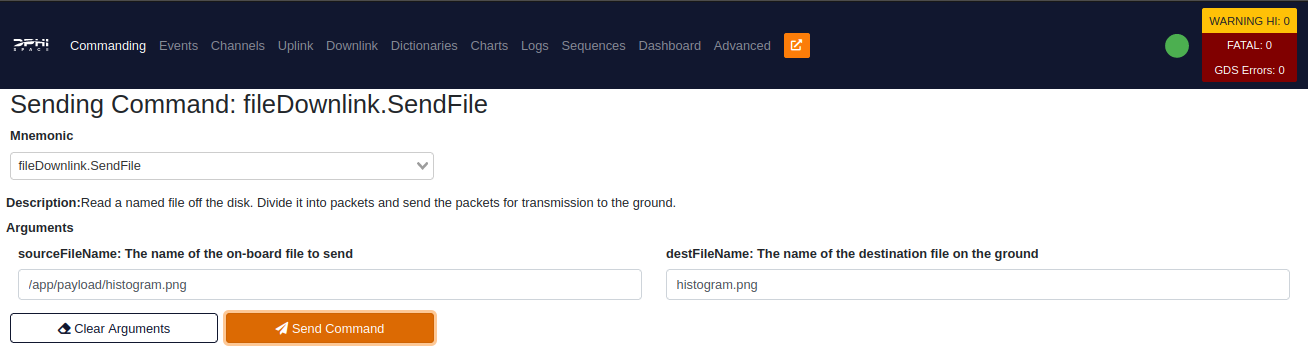 DPHI
SPACE
Commanding Events Channels Uplink Downlink Dictionaries Charts Logs Sequences Dashboard Advanced
WARNING HI: 0
FATAL: 0
GDS Errors: 0
Sending Command: fileDownlink.SendFile
Mnemonic
fileDownlink.SendFile
Description:Read a named file off the disk. Divide it into packets and send the packets for transmission to the ground.
Arguments
sourceFileName: The name of the on-board file to send
destFileName: The name of the destination file on the ground
/app/payload/histogram.png
histogram.png
Clear Arguments
Send Command